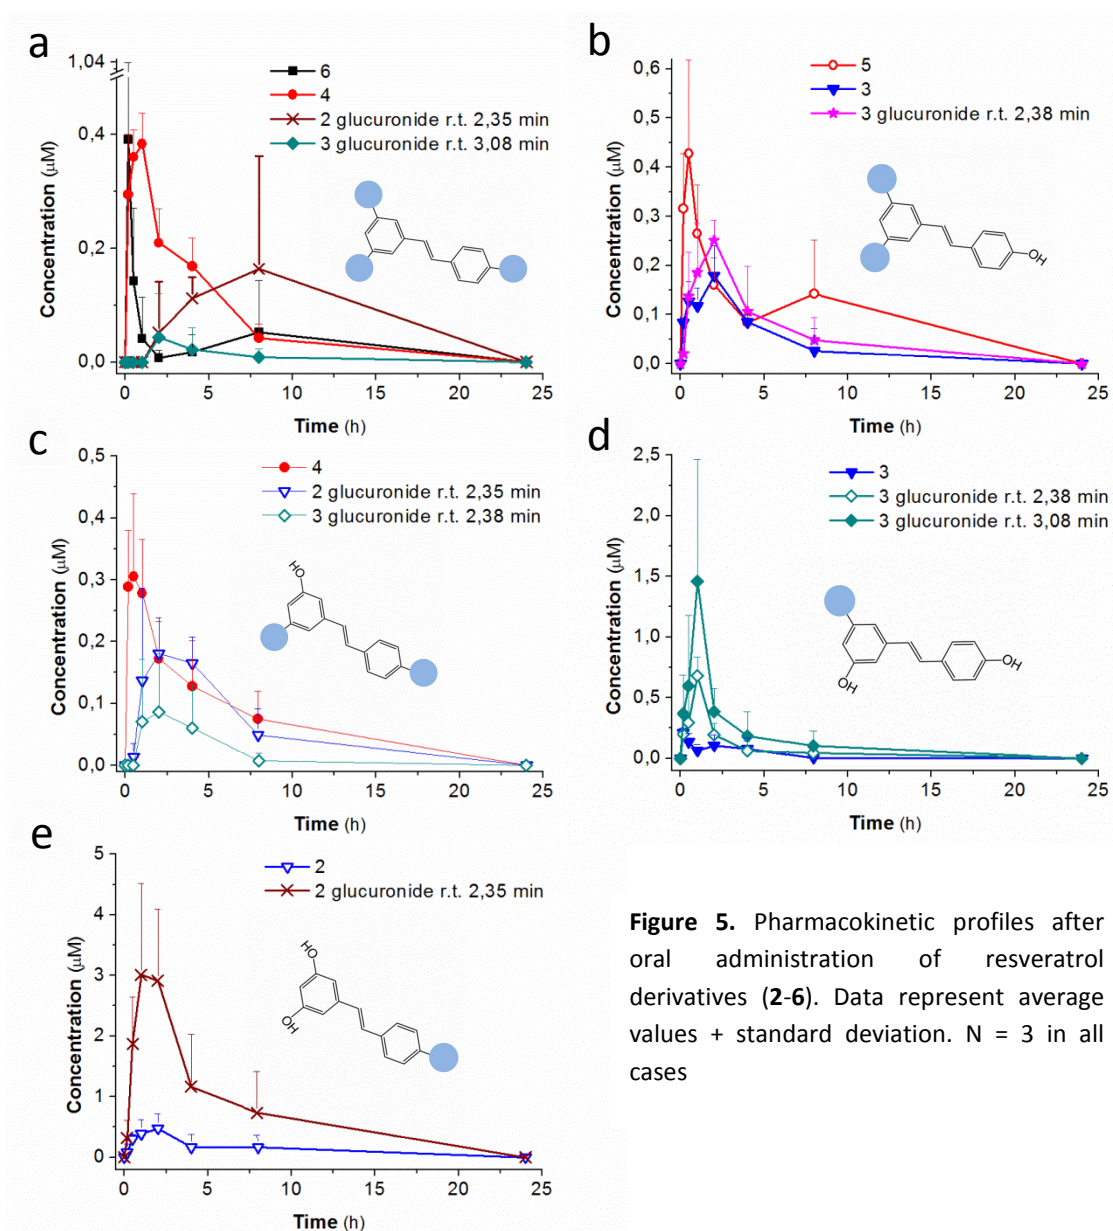 a
1,04
0,4
0,2
0,0
Concentration (µM)
6
4
2 glucuronide r.t. 2,35 min
3 glucuronide r.t. 3,08 min
0 5 10 15 20 25
Time (h)
b
0,6
0,5
0,4
0,3
0,2
0,1
0,0
Concentration (µM)
5
3
3 glucuronide r.t. 2,38 min
OH
0 5 10 15 20 25
Time (h)
c
0,5
0,4
0,3
0,2
0,1
0,0
Concentration (µM)
4
2 glucuronide r.t. 2,35 min
3 glucuronide r.t. 2,38 min
HO
0 5 10 15 20 25
Time (h)
d
2,5
2,0
1,5
1,0
0,5
0,0
Concentration (µM)
3
3 glucuronide r.t. 2,38 min
3 glucuronide r.t. 3,08 min
OH
OH
0 5 10 15 20 25
Time (h)
e
5
4
3
2
1
0
Concentration (µM)
2
2 glucuronide r.t. 2,35 min
HO
OH
0 5 10 15 20 25
Time (h)
Figure 5. Pharmacokinetic profiles after
oral administration of resveratrol
derivatives (2-6). Data represent average
values + standard deviation. N = 3 in all
cases